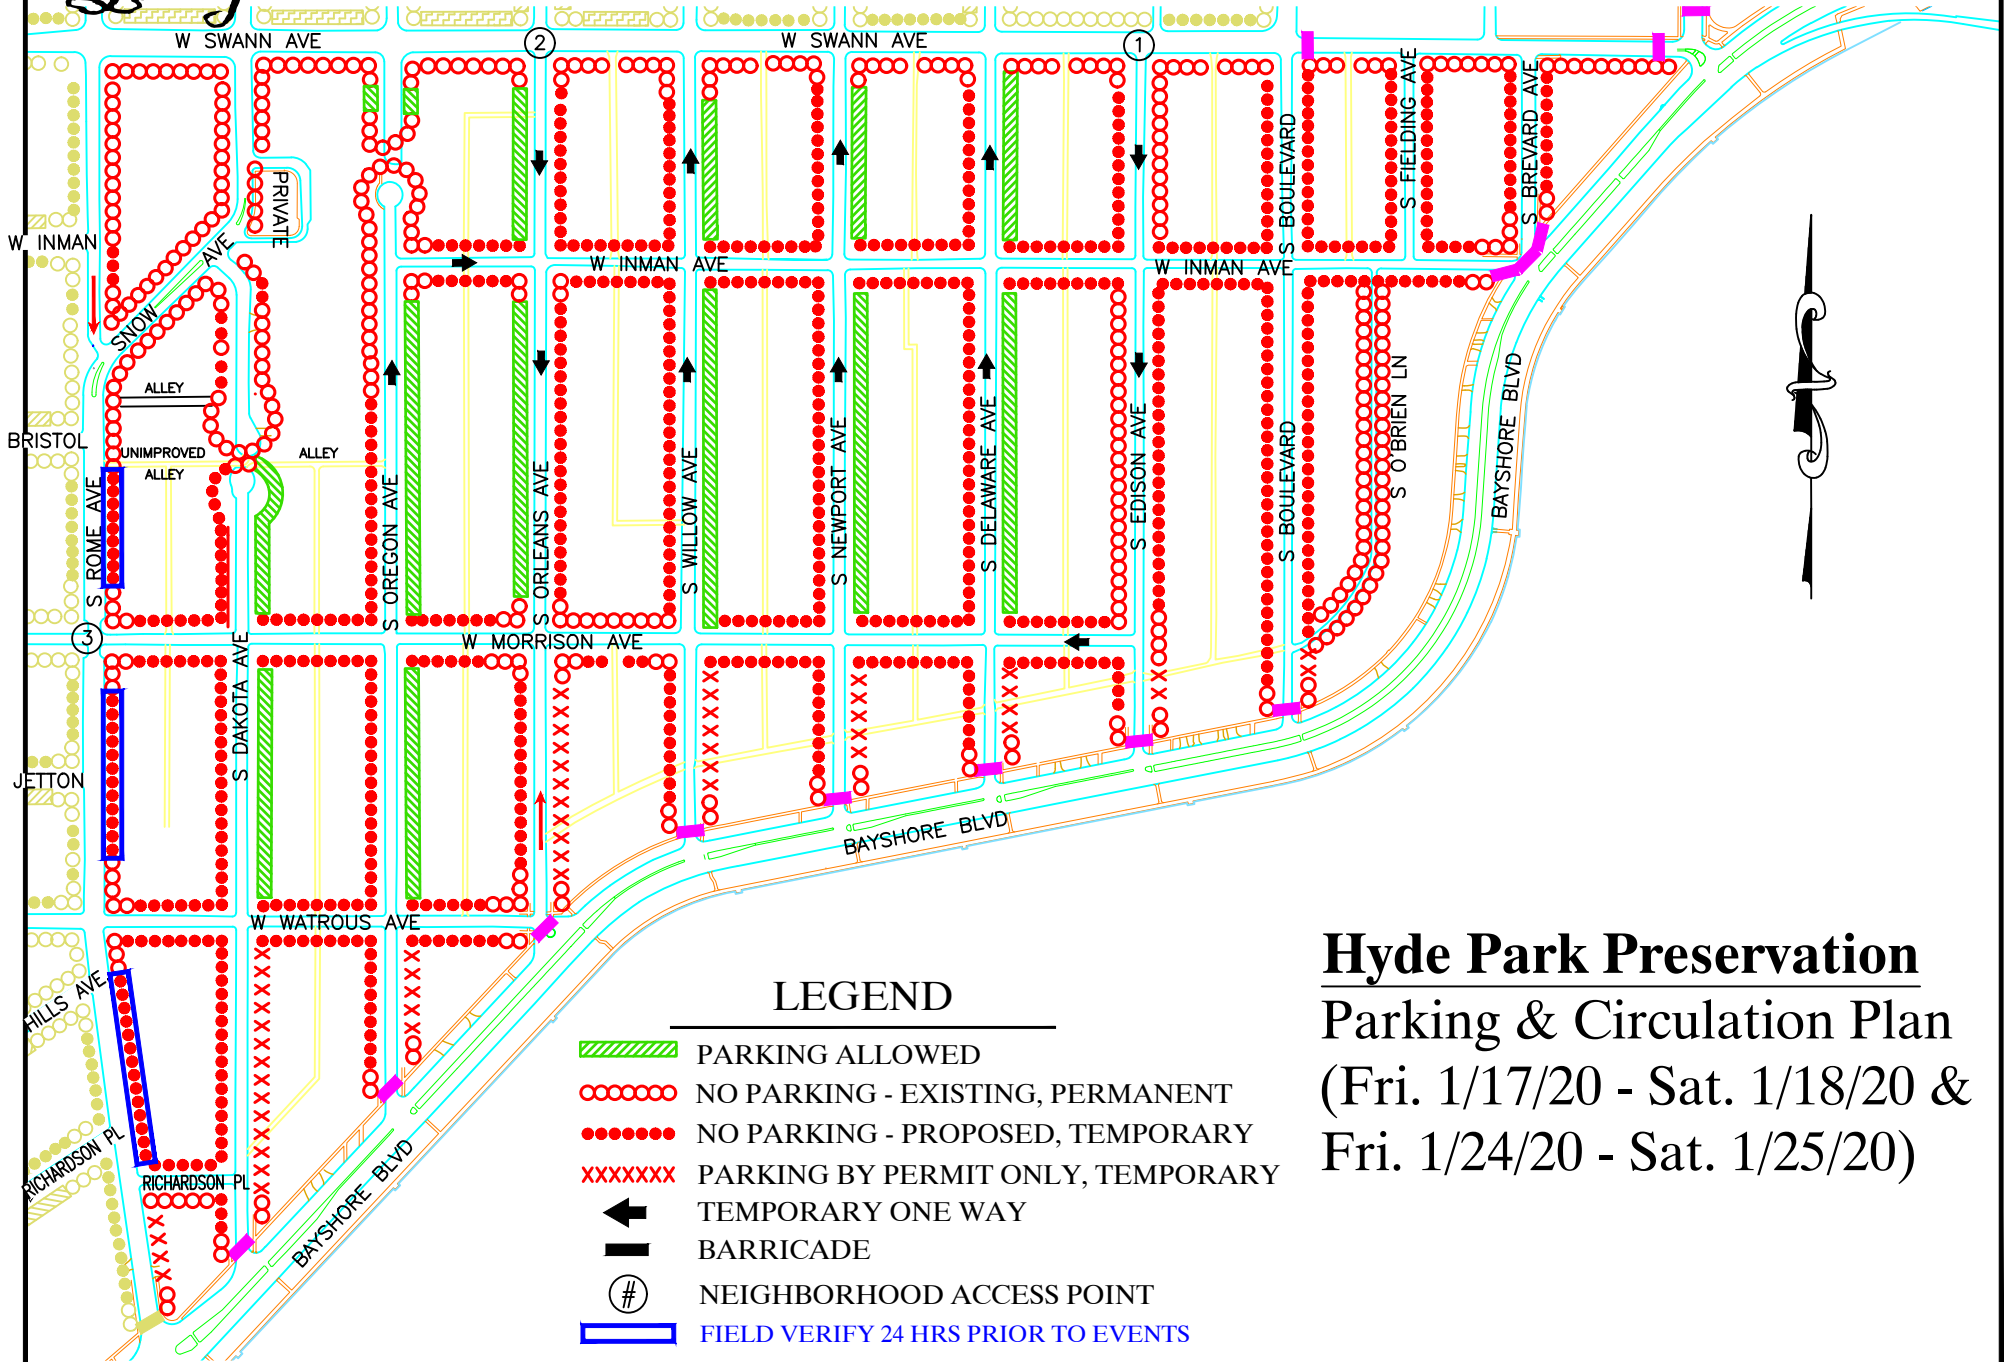 W SWANN AVE
2
W SWANN AVE
1
S FIELDING AVE
S BREVARD AVE
S BOULEVARD
PRIVATE
W INMAN
SNOW AVE
W INMAN AVE
W INMAN AVE
ALLEY
BRISTOL
UNIMPROVED
ALLEY
ALLEY
S ROME AVE
S OREGON AVE
S ORLEANS AVE
S WILLOW AVE
S NEWPORT AVE
S DELAWARE AVE
S EDISON AVE
S BOULEVARD
S O'BRIEN LN
BAYSHORE BLVD
3
W MORRISON AVE
S DAKOTA AVE
JETTON
BAYSHORE BLVD
W WATROUS AVE
HILLS AVE
RICHARDSON PL
RICHARDSON PL
BAYSHORE BLVD
LEGEND
PARKING ALLOWED
NO PARKING - EXISTING, PERMANENT
NO PARKING - PROPOSED, TEMPORARY
XXXXXXX PARKING BY PERMIT ONLY, TEMPORARY
TEMPORARY ONE WAY
BARRICADE
# NEIGHBORHOOD ACCESS POINT
FIELD VERIFY 24 HRS PRIOR TO EVENTS
Hyde Park Preservation
Parking & Circulation Plan
(Fri. 1/17/20 - Sat. 1/18/20 &
Fri. 1/24/20 - Sat. 1/25/20)